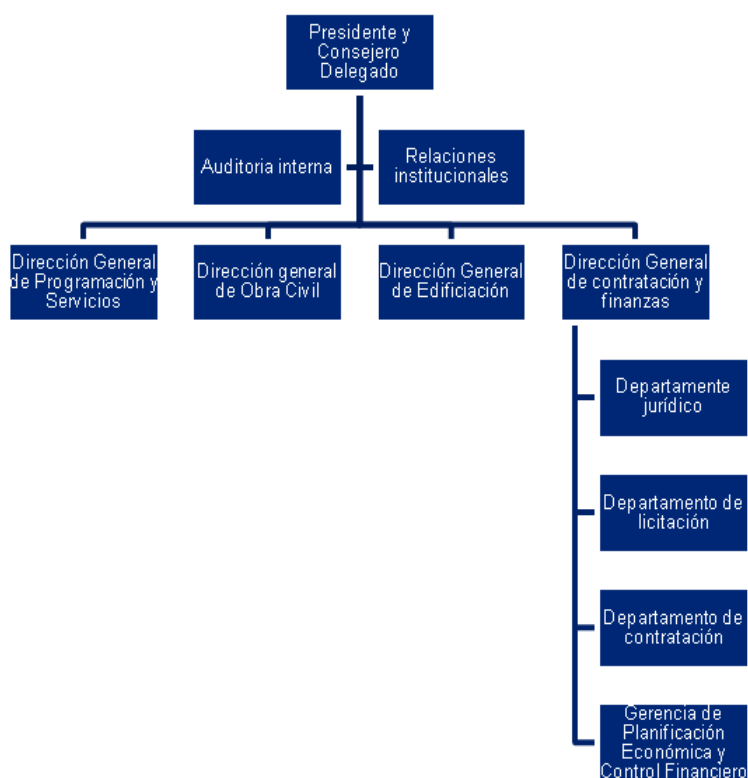 Presidente y
Consejero
Delegado
Auditoria interna
Relaciones
institucionales
Dirección General
de Programación y
Servicios
Dirección general
de Obra Civil
Dirección General
de Edificiación
Dirección General
de contratación y
finanzas
Departamente
jurídico
Departamento de
licitación
Departamento de
contratación
Gerencia de
Planificación
Económica y
Control Financiero